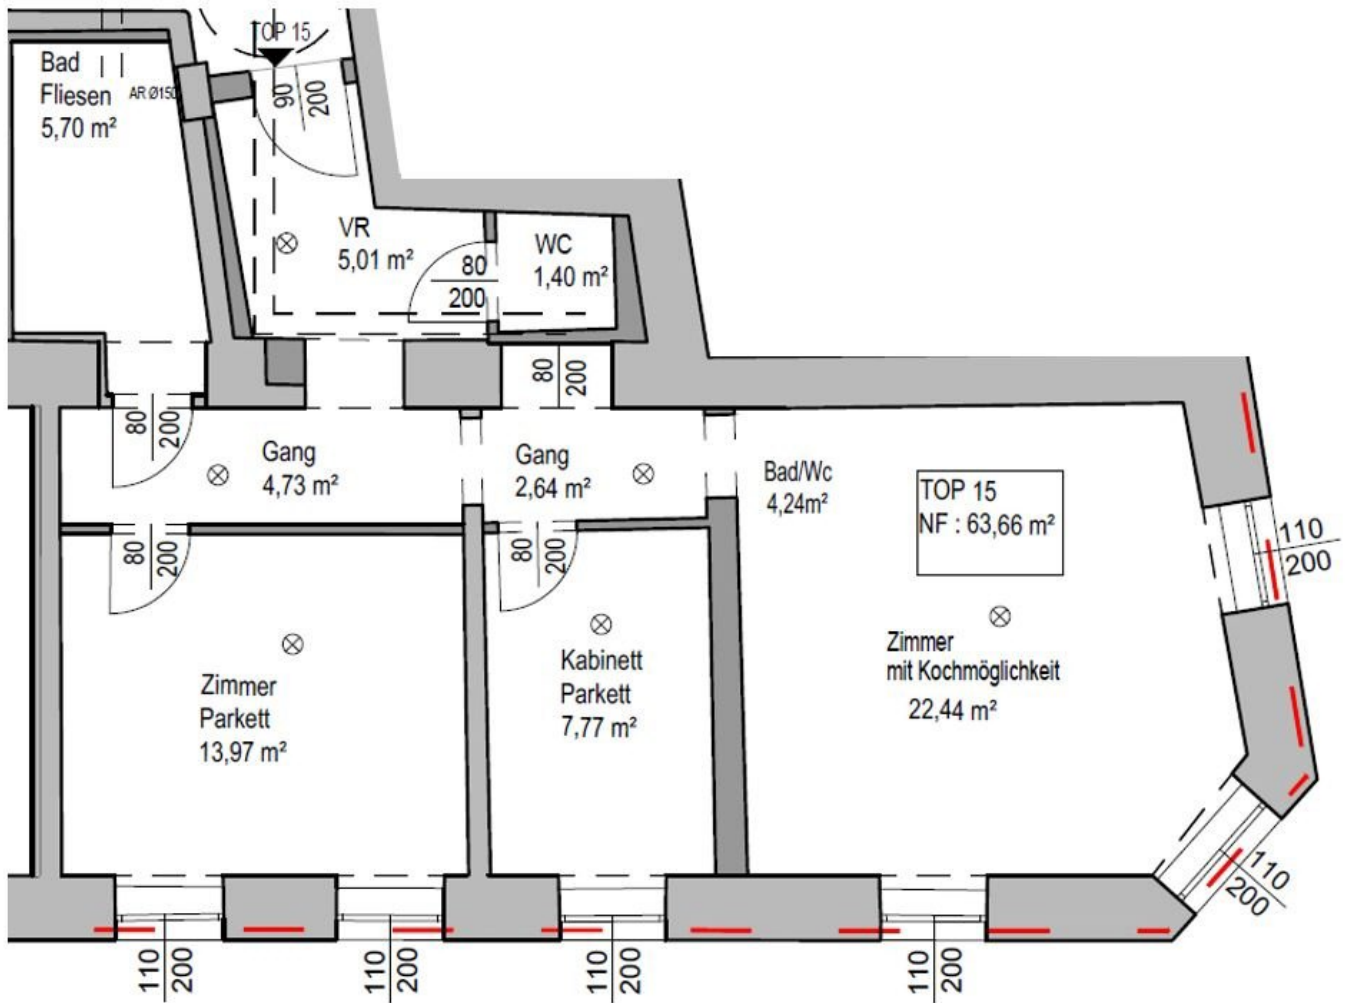 TOP 15
Bad
Fliesen
5,70 m²
AR Ø150
90
200
VR
5,01 m²
80
200
WC
1,40 m²
80
200
80
200
Gang
4,73 m²
Gang
2,64 m²
Bad/Wc
4,24m²
TOP 15
NF : 63,66 m²
110
200
80
200
80
200
Zimmer
Parkett
13,97 m²
Kabinett
Parkett
7,77 m²
Zimmer
mit Kochmöglichkeit
22,44 m²
110
200
110
200
110
200
110
200
110
200